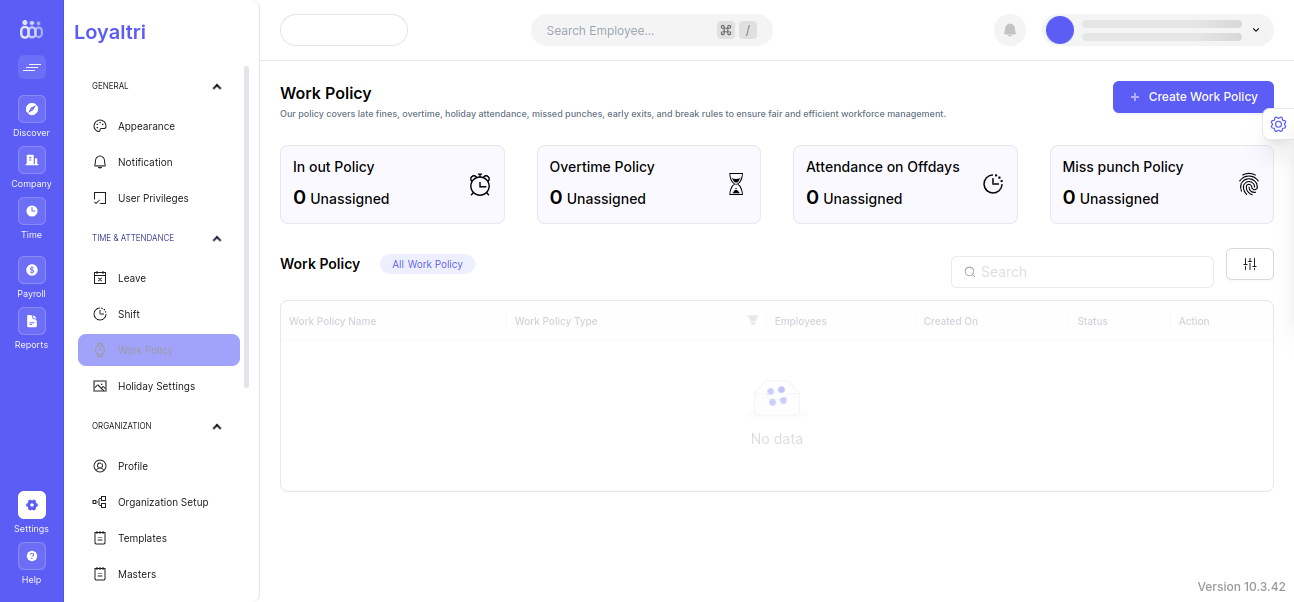 Loyaltri
Search Employee...
⌘ /
Discover
Company
Time
Payroll
Reports
Settings
Help
GENERAL
Appearance
Notification
User Privileges
TIME & ATTENDANCE
Leave
Shift
Work Policy
Holiday Settings
ORGANIZATION
Profile
Organization Setup
Templates
Masters
Work Policy
Our policy covers late fines, overtime, holiday attendance, missed punches, early exits, and break rules to ensure fair and efficient workforce management.
+ Create Work Policy
In out Policy
0 Unassigned
Overtime Policy
0 Unassigned
Attendance on Offdays
0 Unassigned
Miss punch Policy
0 Unassigned
Work Policy
All Work Policy
Search
Work Policy Name Work Policy Type Employees Created On Status Action
No data
Version 10.3.42